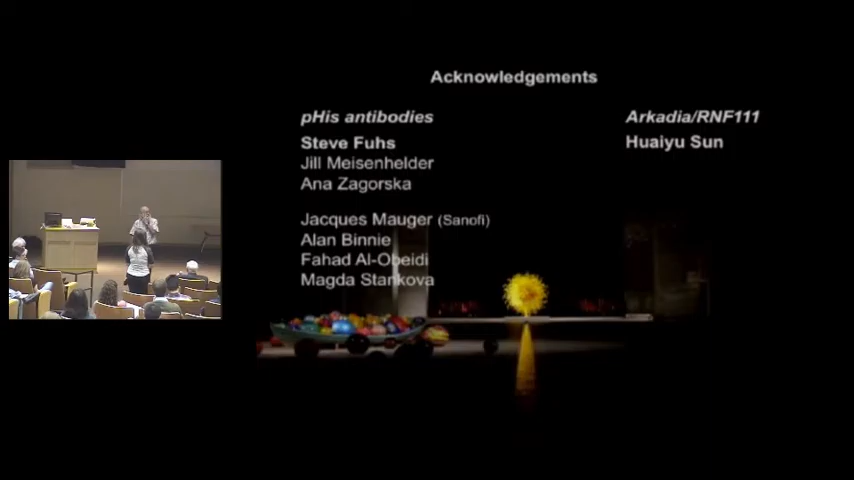 Acknowledgements
pHis antibodies
Steve Fuhs
Jill Meisenhelder
Ana Zagorska
Jacques Mauger (Sanofi)
Alan Binnie
Fahad Al-Obeidi
Magda Stankova
Arkadia/RNF111
Huaiyu Sun